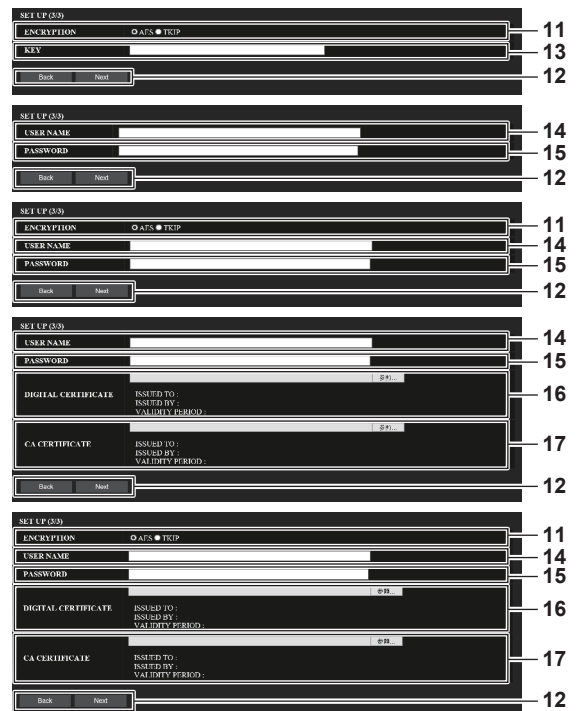 SET UP (3/3)
ENCRYPTION AES TKIP 11
KEY 13
Back Next 12
SET UP (3/3)
USER NAME 14
PASSWORD 15
Back Next 12
SET UP (3/3)
ENCRYPTION AES TKIP 11
USER NAME 14
PASSWORD 15
Back Next 12
SET UP (3/3)
USER NAME 14
PASSWORD 15
参照...
DIGITAL CERTIFICATE ISSUED TO : 16
ISSUED BY :
VALIDITY PERIOD :
参照...
CA CERTIFICATE ISSUED TO : 17
ISSUED BY :
VALIDITY PERIOD :
Back Next 12
SET UP (3/3)
ENCRYPTION AES TKIP 11
USER NAME 14
PASSWORD 15
参照...
DIGITAL CERTIFICATE ISSUED TO : 16
ISSUED BY :
VALIDITY PERIOD :
参照...
CA CERTIFICATE ISSUED TO : 17
ISSUED BY :
VALIDITY PERIOD :
Back Next 12